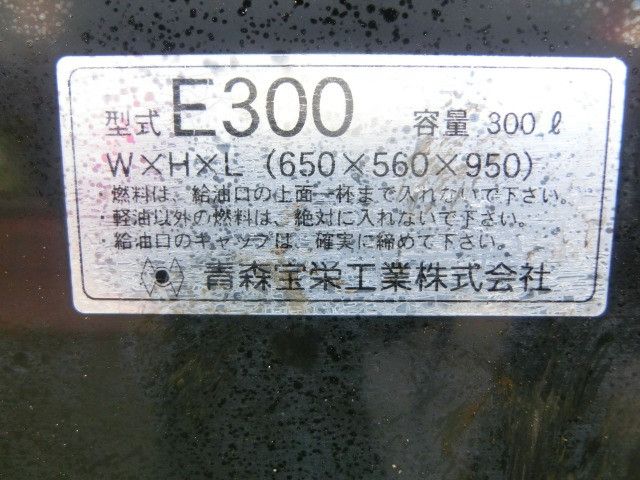 型式 E300 容量 300ℓ
W×H×L (650×560×950)
・燃料は、給油口の上面一杯まで入れないで下さい。
・軽油以外の燃料は、絶対に入れないで下さい。
・給油口のキャップは、確実に締めて下さい。
青森宝栄工業株式会社